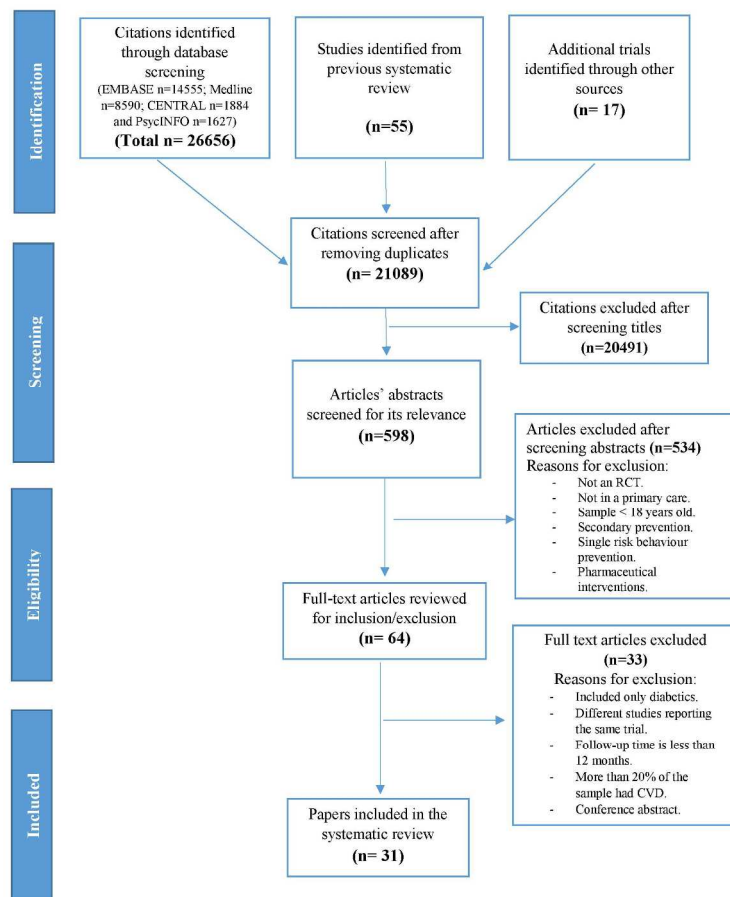 Identification
Citations identified
through database
screening
(EMBASE n=14555; Medline
n=8590; CENTRAL n=1884
and PsycINFO n=1627)
(Total n= 26656)
Studies identified from
previous systematic
review
(n=55)
Additional trials
identified through other
sources
(n= 17)
Screening
Citations screened after
removing duplicates
(n= 21089)
Citations excluded after
screening titles
(n=20491)
Articles’ abstracts
screened for its relevance
(n=598)
Articles excluded after
screening abstracts (n=534)
Reasons for exclusion:
- Not an RCT.
- Not in a primary care.
- Sample < 18 years old.
- Secondary prevention.
- Single risk behaviour
prevention.
- Pharmaceutical
interventions.
Eligibility
Full-text articles reviewed
for inclusion/exclusion
(n= 64)
Full text articles excluded
(n=33)
Reasons for exclusion:
- Included only diabetics.
- Different studies reporting
the same trial.
- Follow-up time is less than
12 months.
- More than 20% of the
sample had CVD.
- Conference abstract.
Included
Papers included in the
systematic review
(n= 31)